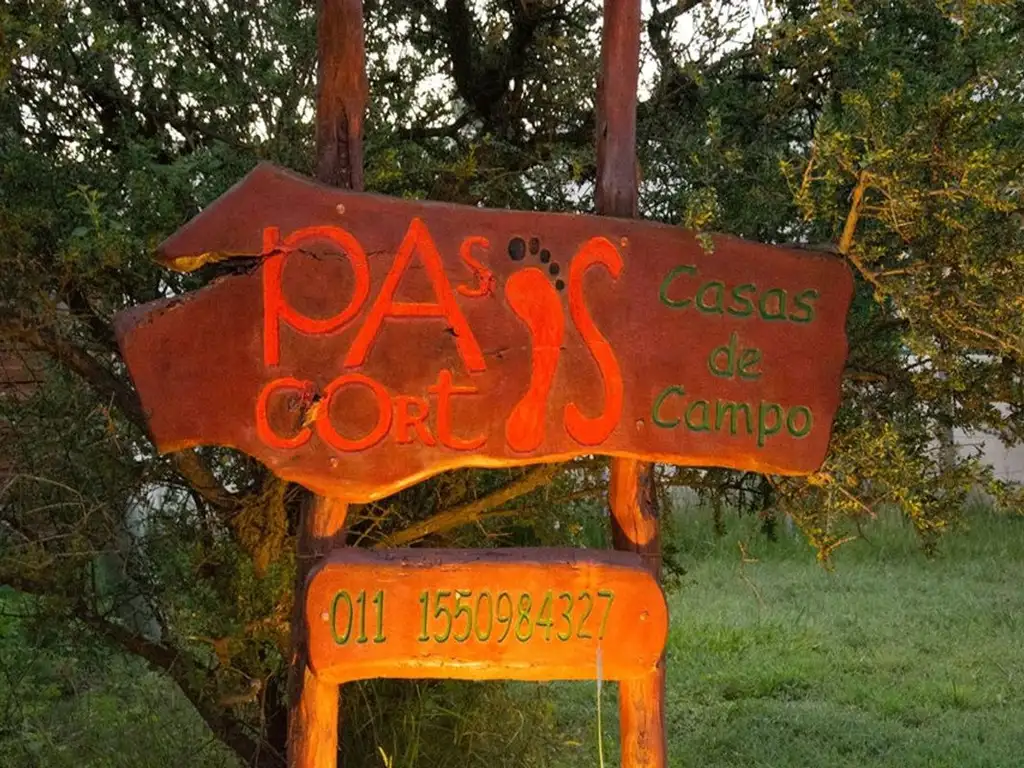 PASOS
CORTOS
Casas
de
Campo
011 1550984327